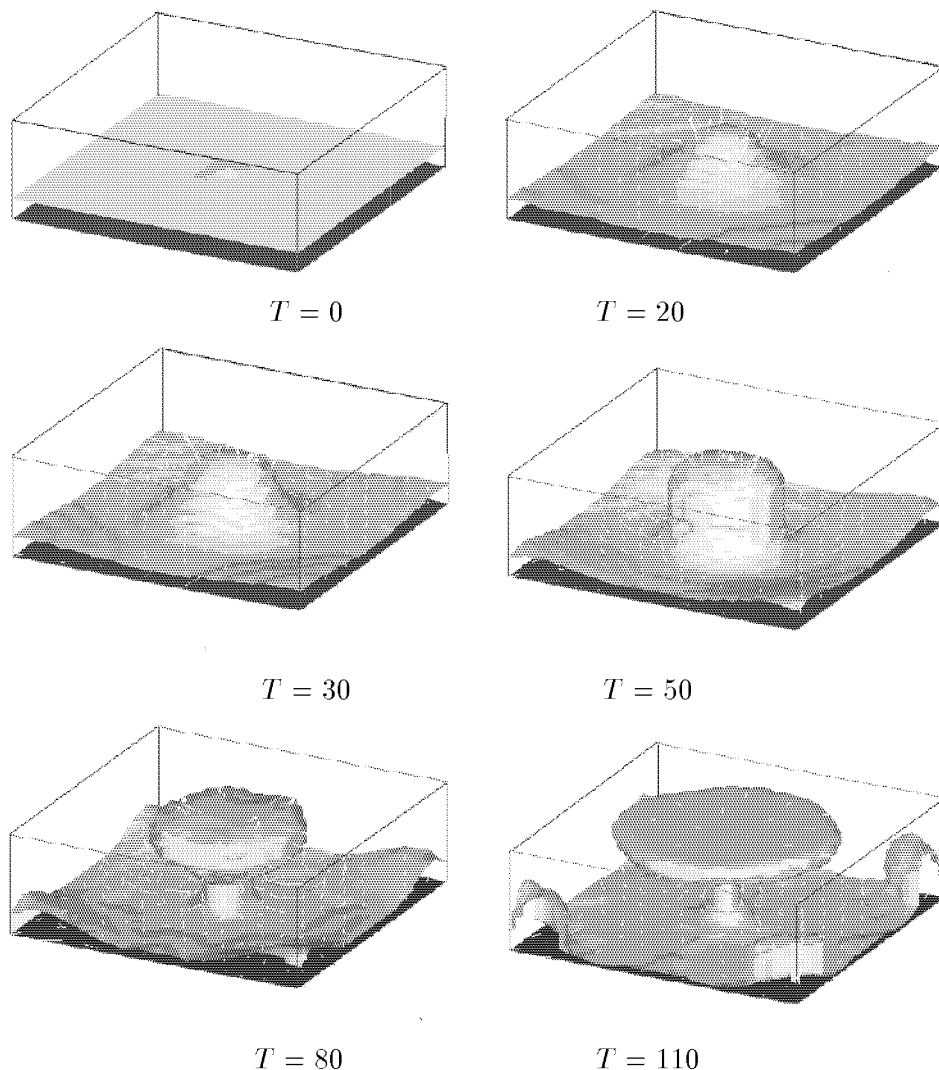 T = 0
T = 20
T = 30
T = 50
T = 80
T = 110